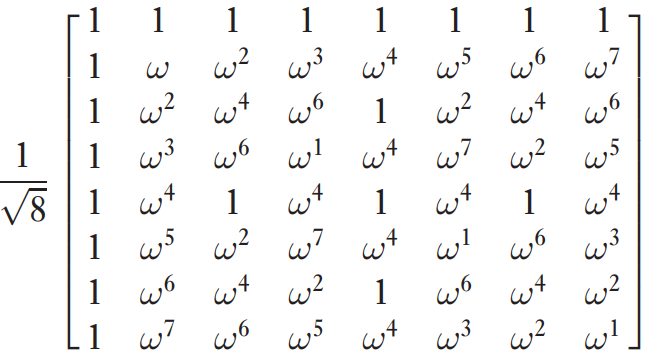 1 1 1 1 1 1 1 1
1 ω ω² ω³ ω⁴ ω⁵ ω⁶ ω⁷
1 ω² ω⁴ ω⁶ 1 ω² ω⁴ ω⁶
1/√8 1 ω³ ω⁶ ω¹ ω⁴ ω⁷ ω² ω⁵
1 ω⁴ 1 ω⁴ 1 ω⁴ 1 ω⁴
1 ω⁵ ω² ω⁷ ω⁴ ω¹ ω⁶ ω³
1 ω⁶ ω⁴ ω² 1 ω⁶ ω⁴ ω²
1 ω⁷ ω⁶ ω⁵ ω⁴ ω³ ω² ω¹